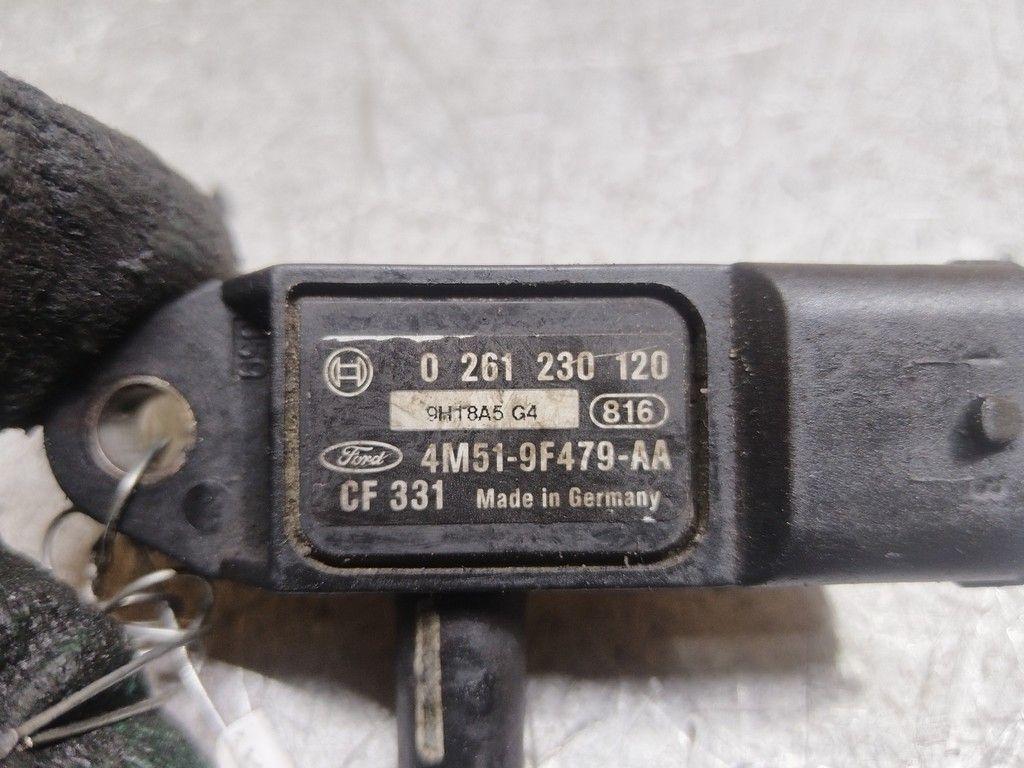 0 261 230 120
9H18A5 G4 816
Ford 4M51-9F479-AA
CF 331 Made in Germany